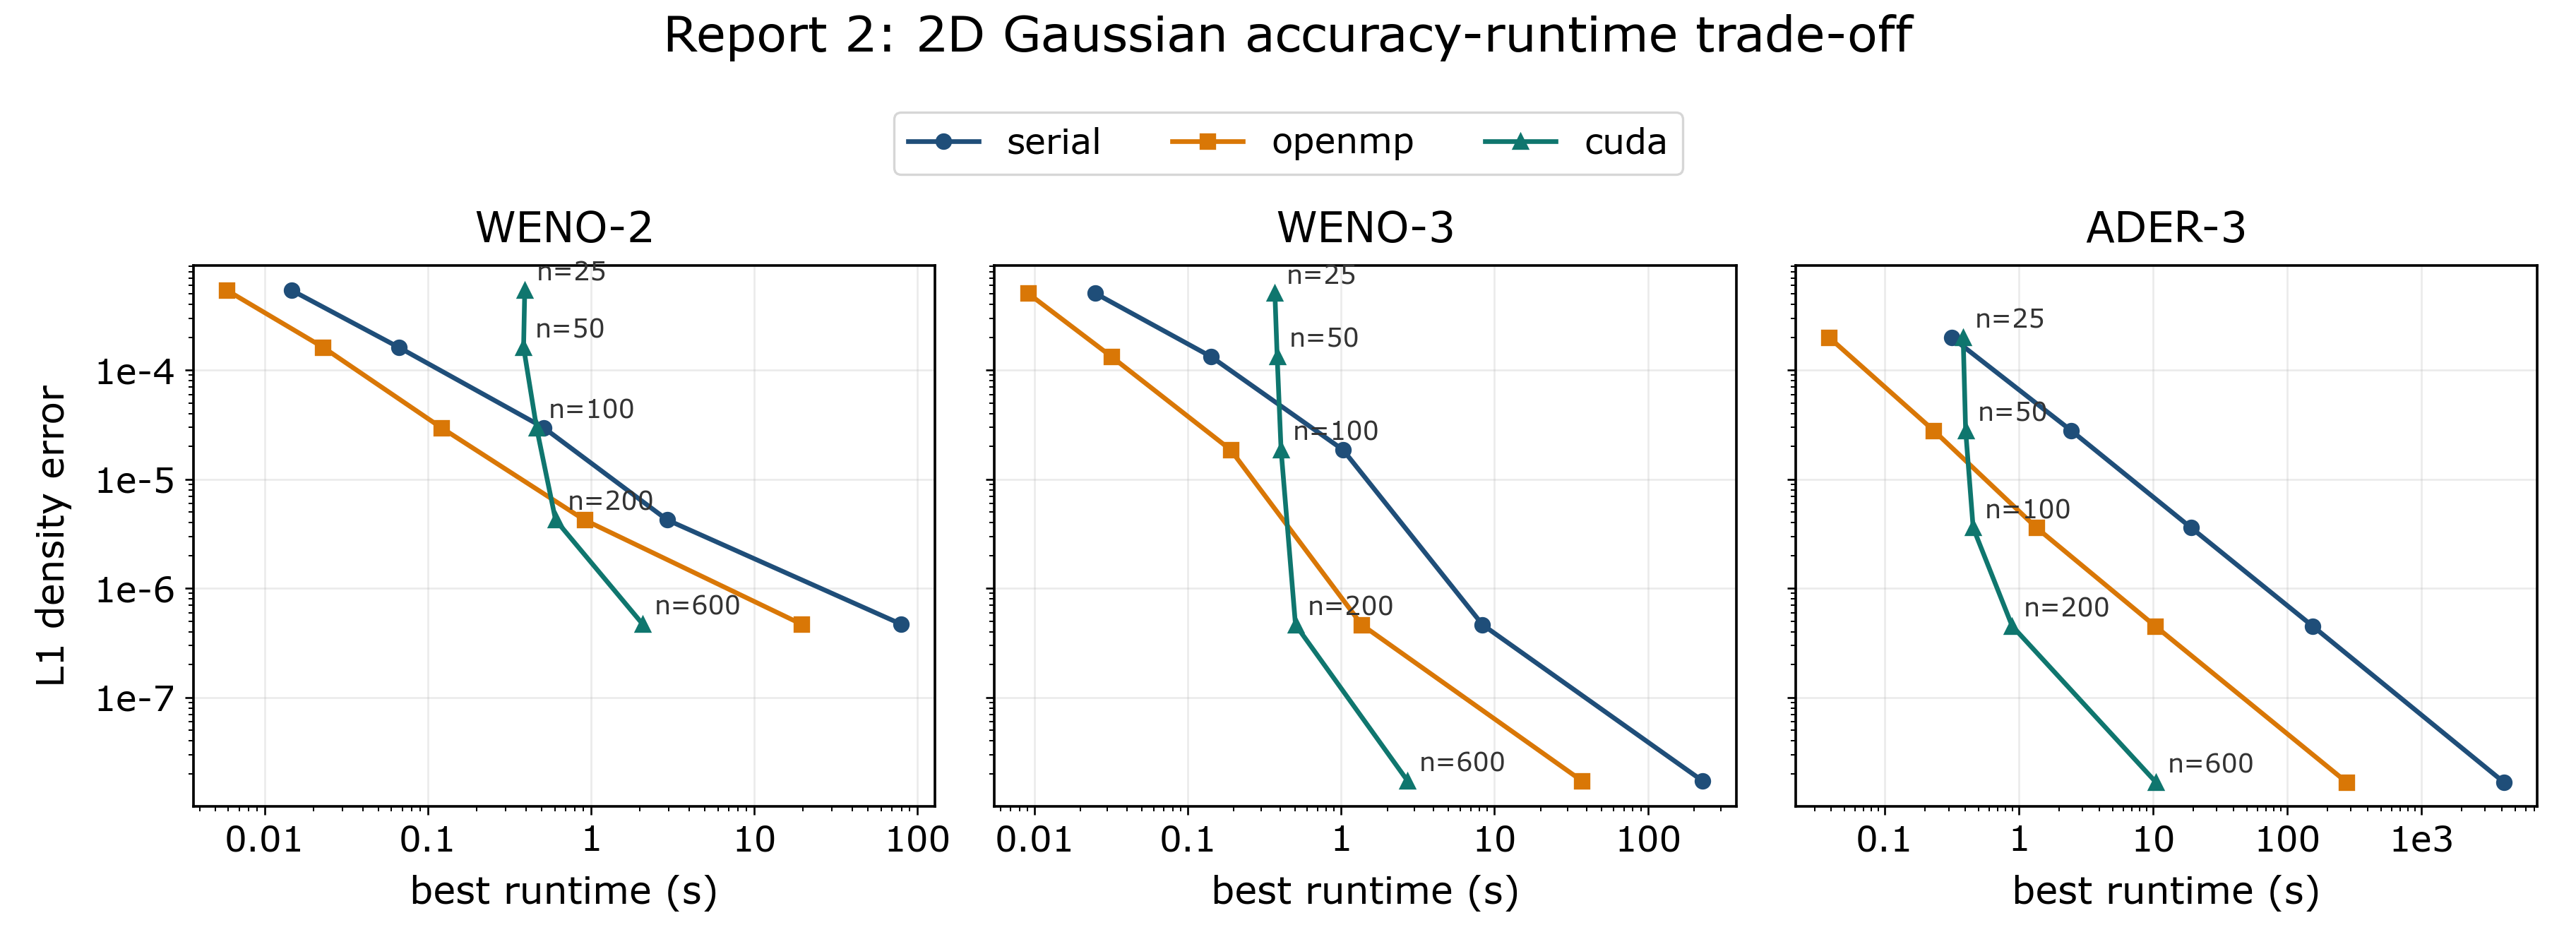 Report 2: 2D Gaussian accuracy-runtime trade-off
serial openmp cuda
WENO-2
n=25
n=50
n=100
n=200
n=600
1e-4
1e-5
1e-6
1e-7
L1 density error
0.01 0.1 1 10 100
best runtime (s)
WENO-3
n=25
n=50
n=100
n=200
n=600
0.01 0.1 1 10 100
best runtime (s)
ADER-3
n=25
n=50
n=100
n=200
n=600
0.1 1 10 100 1e3
best runtime (s)